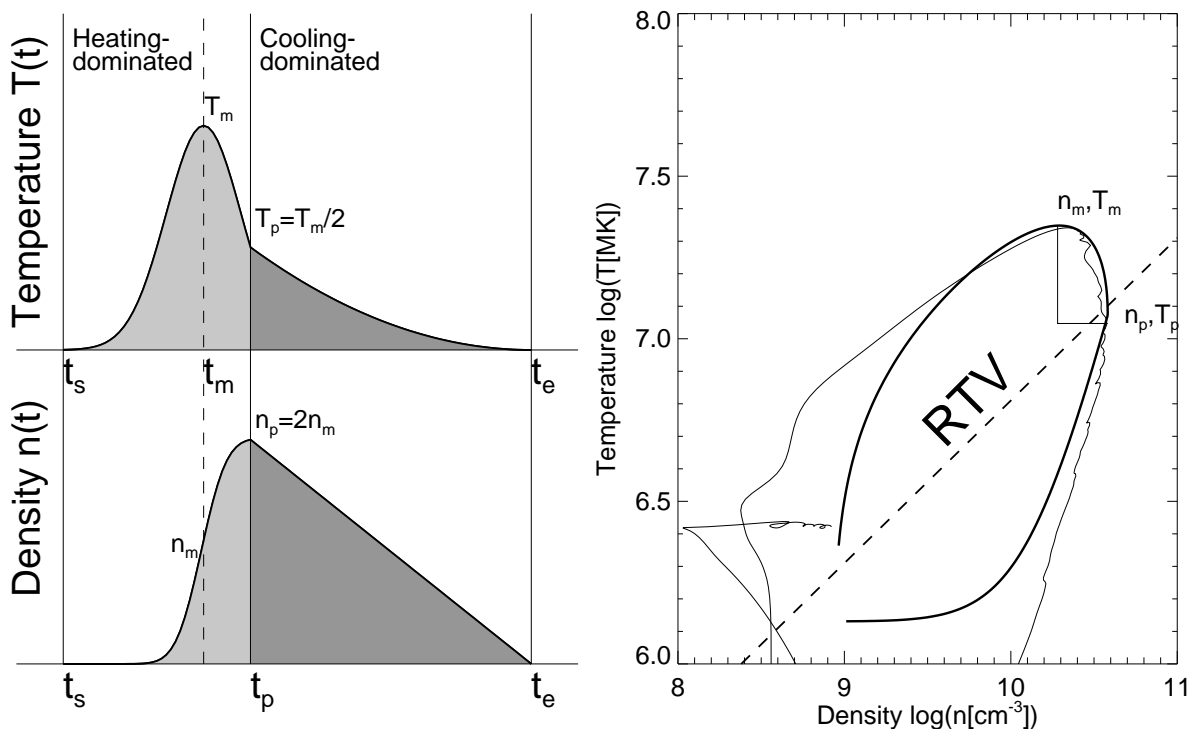 Heating-
dominated
Cooling-
dominated
Temperature T(t)
T_m
T_p=T_m/2
t_s
t_m
t_e
Density n(t)
n_p=2n_m
n_m
t_s
t_p
t_e
Temperature log(T[MK])
8.0
7.5
7.0
6.5
6.0
n_m,T_m
n_p,T_p
RTV
8
9
10
11
Density log(n[cm^-3])